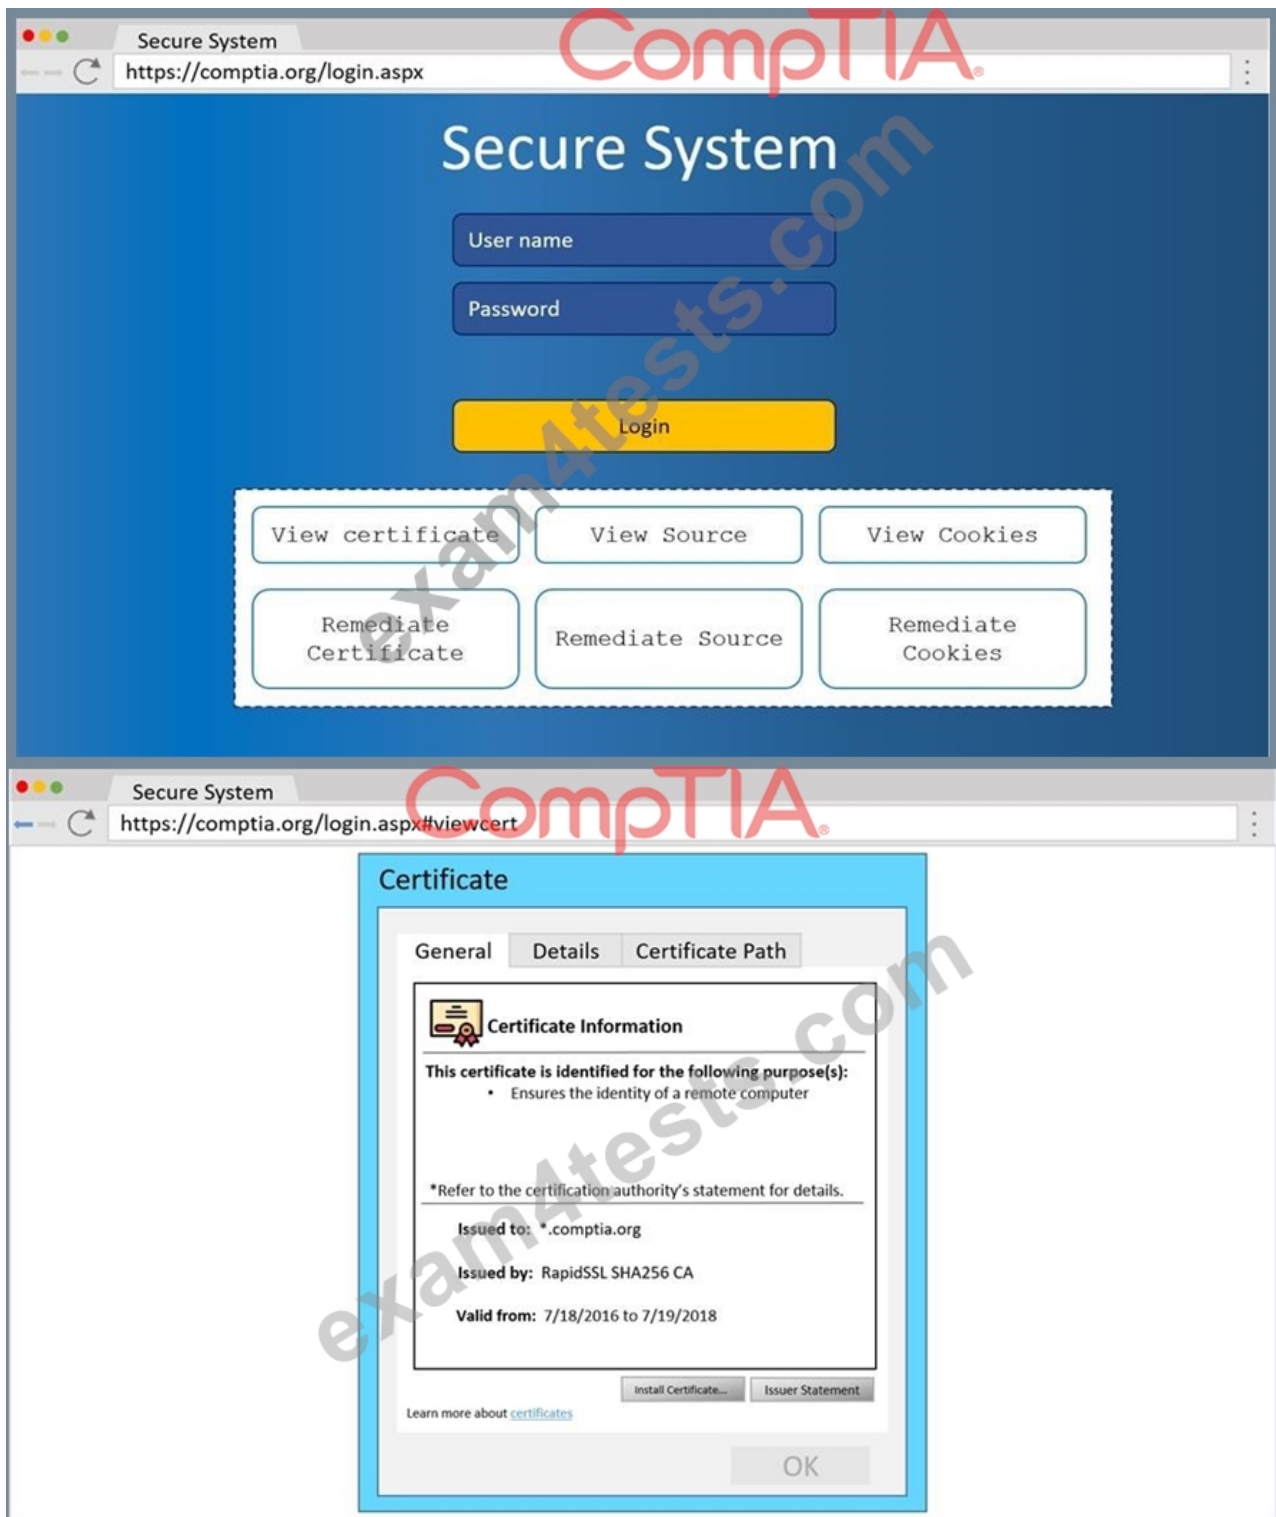 CompTIA.
Secure System
https://comptia.org/login.aspx
Secure System
User name
Password
Login
View certificate
View Source
View Cookies
Remediate
Certificate
Remediate Source
Remediate
Cookies
exam4tests.com
CompTIA.
Secure System
https://comptia.org/login.aspx#viewcert
Certificate
General
Details
Certificate Path
Certificate Information
This certificate is identified for the following purpose(s):
• Ensures the identity of a remote computer
*Refer to the certification authority's statement for details.
Issued to: *.comptia.org
Issued by: RapidSSL SHA256 CA
Valid from: 7/18/2016 to 7/19/2018
Install Certificate...
Issuer Statement
Learn more about certificates
OK
exam4tests.com